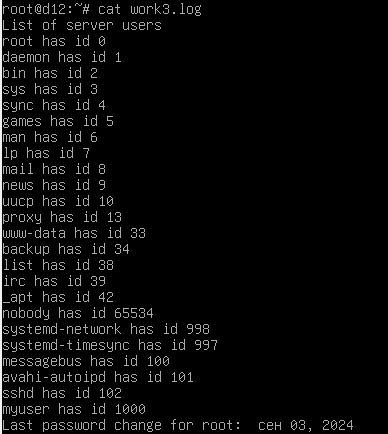 root@d12:~# cat work3.log
List of server users
root has id 0
daemon has id 1
bin has id 2
sys has id 3
sync has id 4
games has id 5
man has id 6
lp has id 7
mail has id 8
news has id 9
uucp has id 10
proxy has id 13
www-data has id 33
backup has id 34
list has id 38
irc has id 39
_apt has id 42
nobody has id 65534
systemd-network has id 998
systemd-timesync has id 997
messagebus has id 100
avahi-autoipd has id 101
sshd has id 102
myuser has id 1000
Last password change for root:  сен 03, 2024